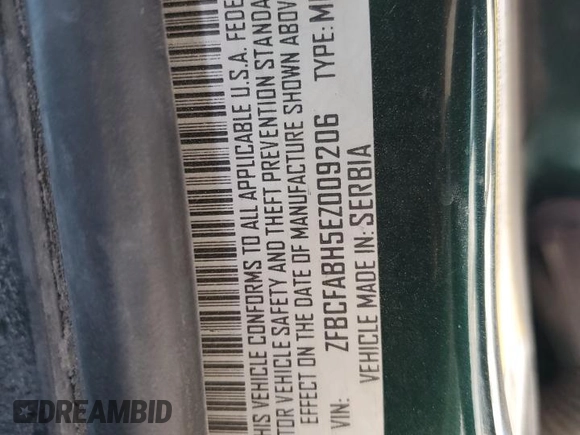 THIS VEHICLE CONFORMS TO ALL APPLICABLE U.S.A. FEDE
TOR VEHICLE SAFETY AND THEFT PREVENTION STANDA
EFFECT ON THE DATE OF MANUFACTURE SHOWN ABOV
VIN: ZFBCFABH5EZ009206 TYPE: M
VEHICLE MADE IN: SERBIA
DREAMBID